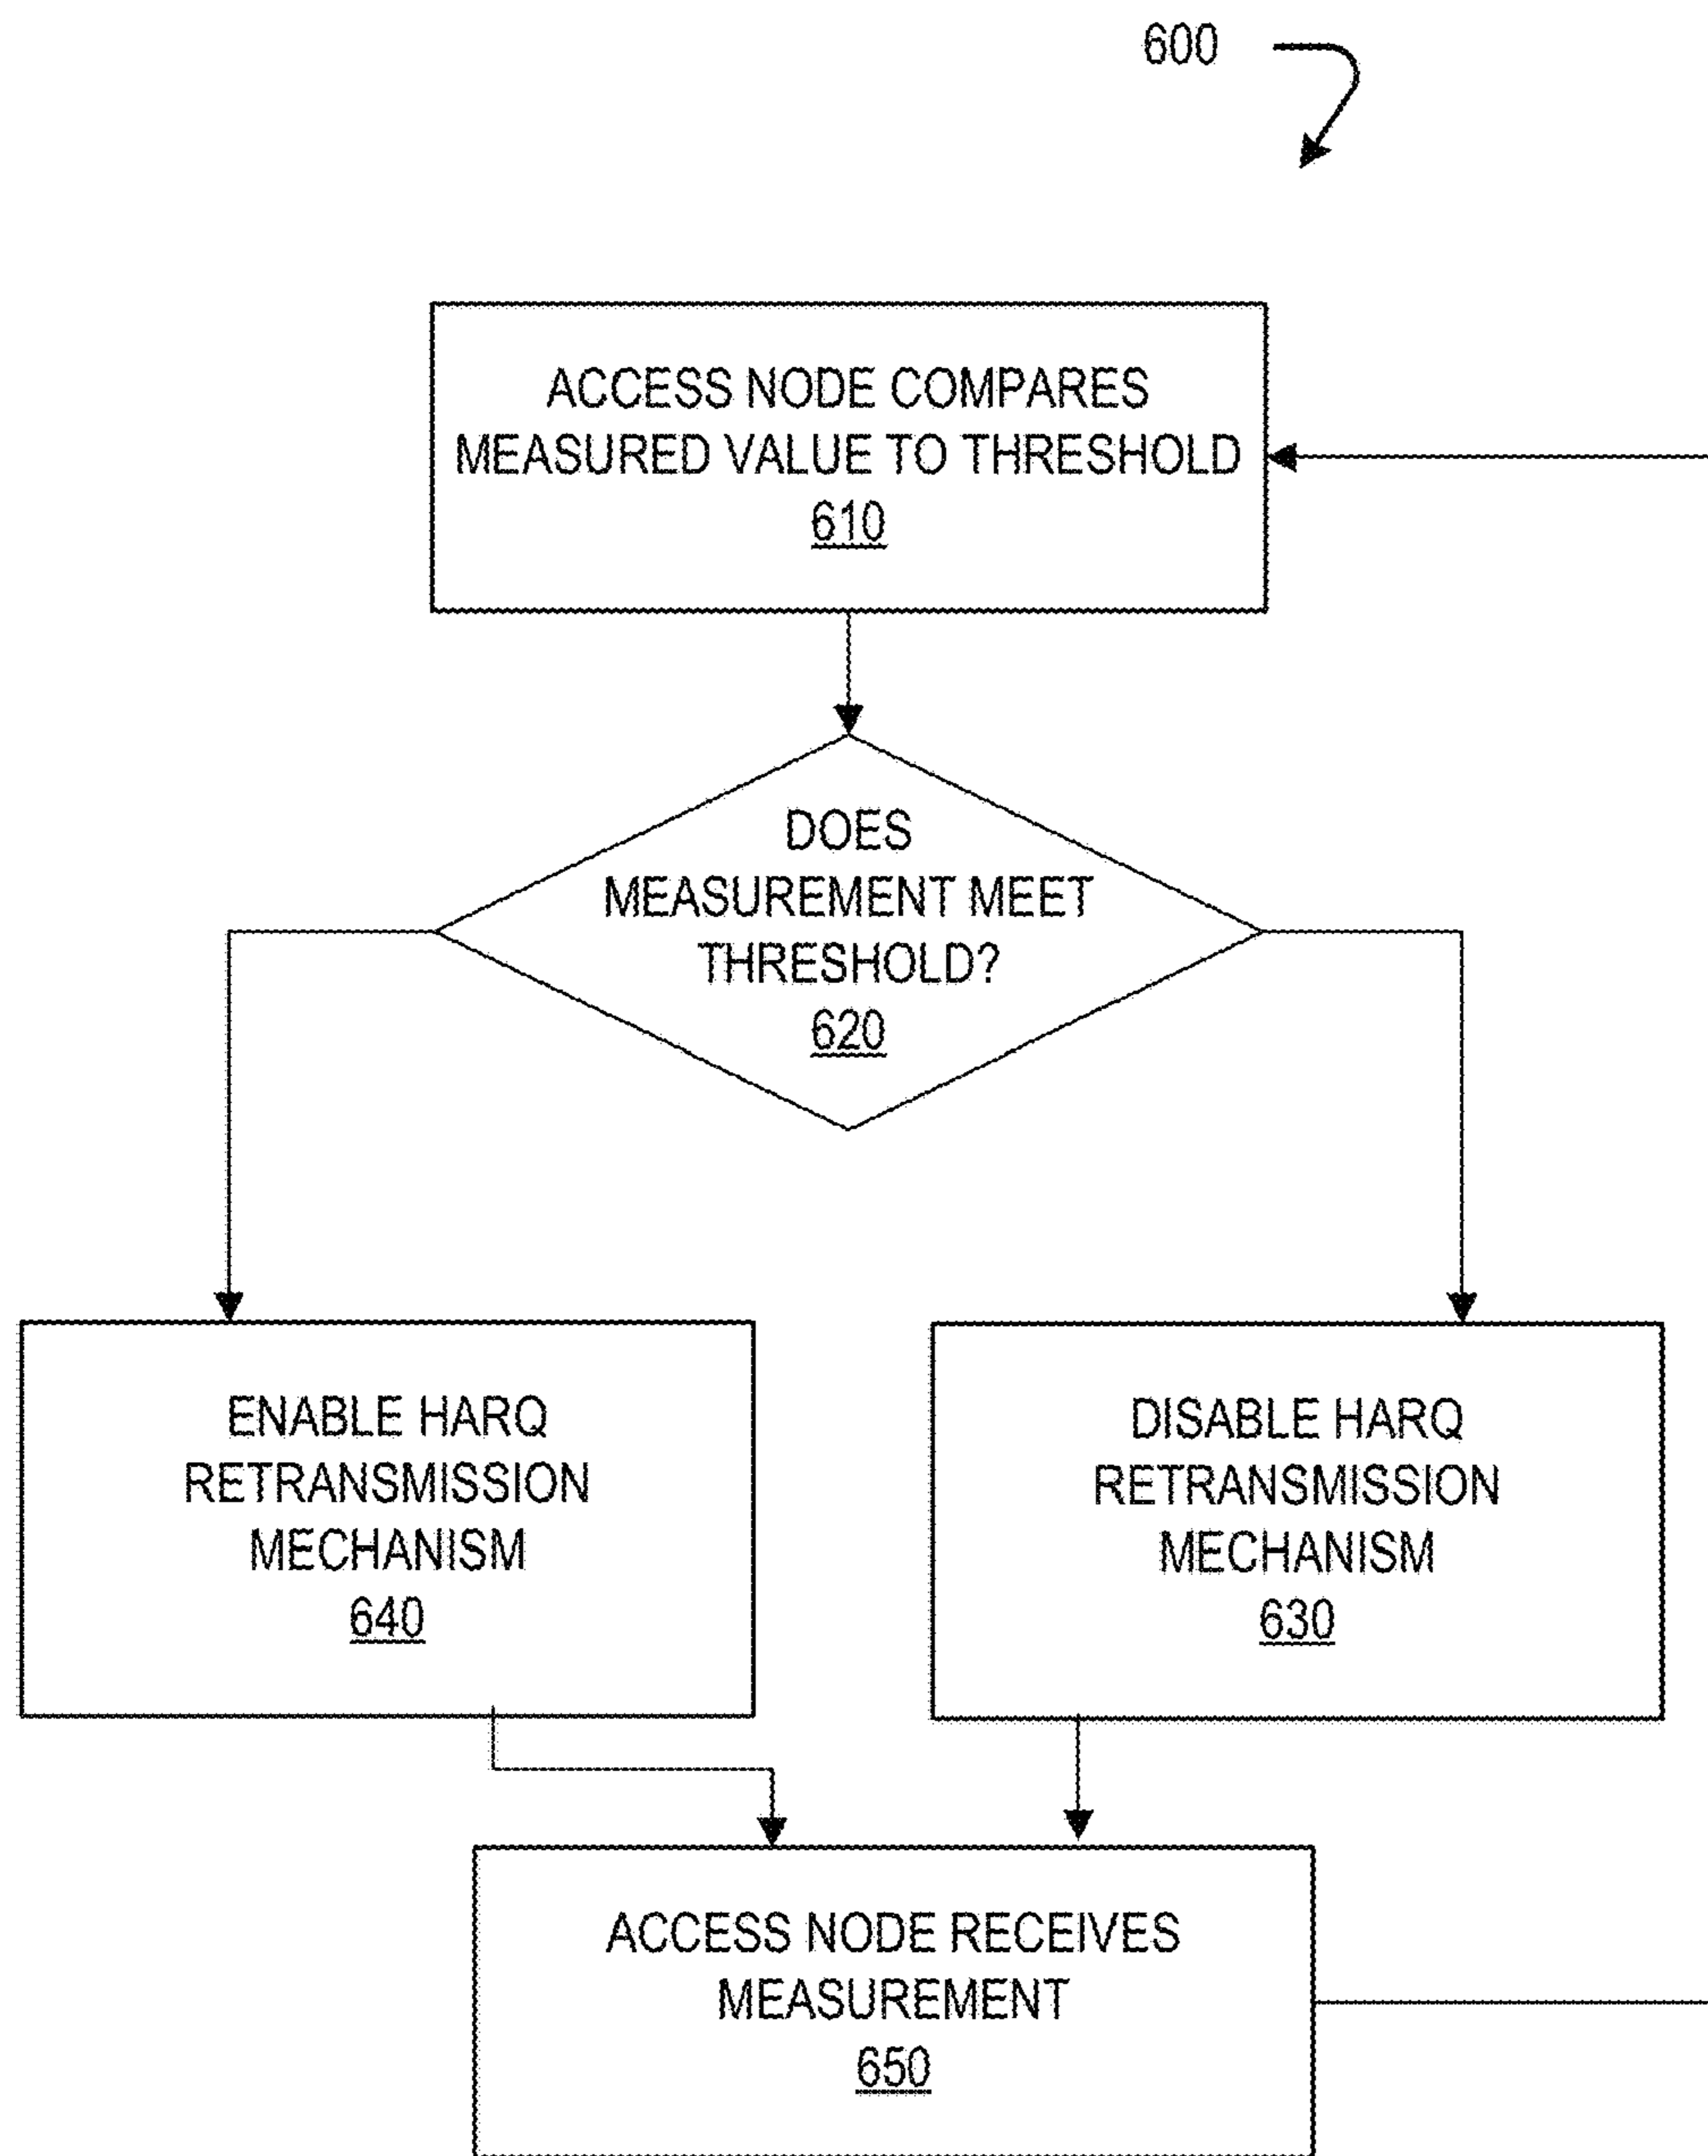 600
ACCESS NODE COMPARES
MEASURED VALUE TO THRESHOLD
610
DOES
MEASUREMENT MEET
THRESHOLD?
620
ENABLE HARQ
RETRANSMISSION
MECHANISM
640
DISABLE HARQ
RETRANSMISSION
MECHANISM
630
ACCESS NODE RECEIVES
MEASUREMENT
650